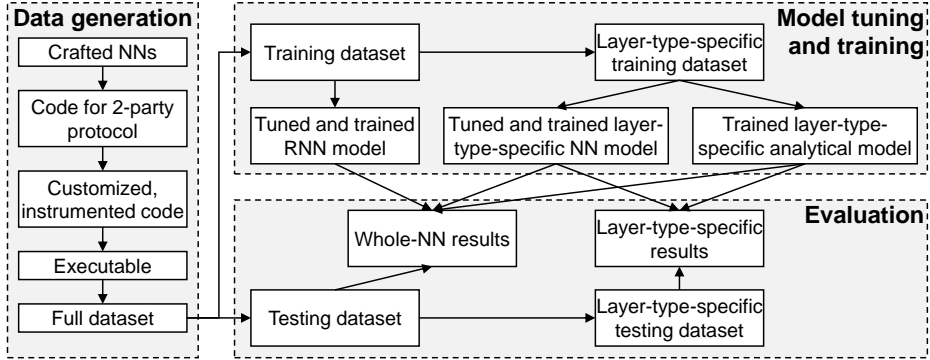 Data generation
Crafted NNs
Code for 2-party
protocol
Customized,
instrumented code
Executable
Full dataset
Model tuning
and training
Training dataset
Layer-type-specific
training dataset
Tuned and trained
RNN model
Tuned and trained layer-
type-specific NN model
Trained layer-type-
specific analytical model
Evaluation
Whole-NN results
Layer-type-specific
results
Testing dataset
Layer-type-specific
testing dataset